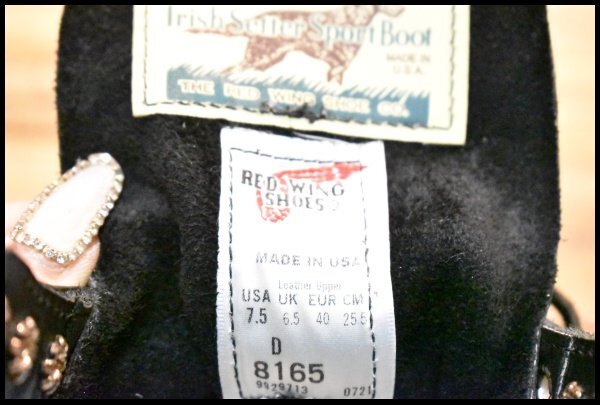 Irish Setter Sport Boot
MADE IN
U.S.A.
THE RED WING SHOE CO.
RED WING
SHOES
MADE IN USA
Leather Upper
USA UK EUR CM
7.5 6.5 40 25.5
D
8165
9929713 0721